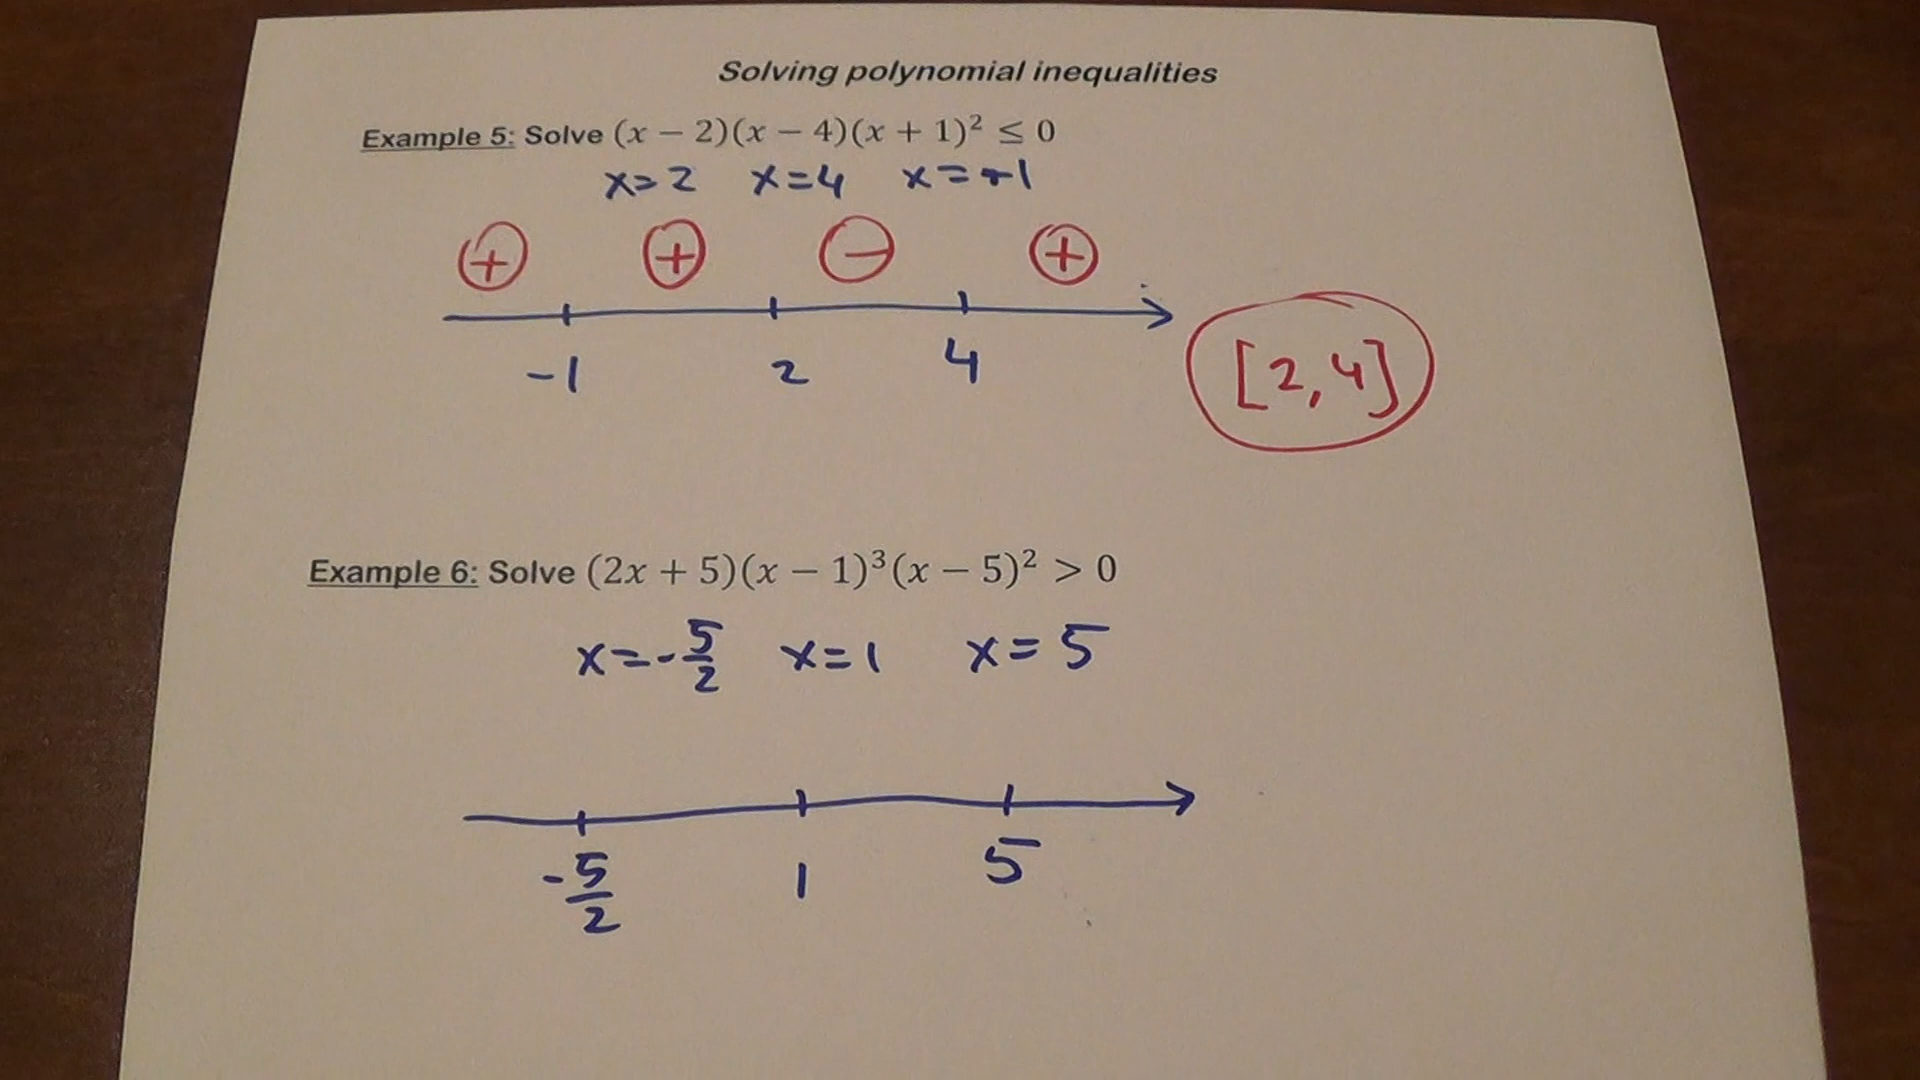 Solving polynomial inequalities
Example 5: Solve (x − 2)(x − 4)(x + 1)² ≤ 0
x=2 x=4 x=-1
+ + − +
-1 2 4
[2,4]
Example 6: Solve (2x + 5)(x − 1)³(x − 5)² > 0
x=-5/2 x=1 x=5
-5/2 1 5